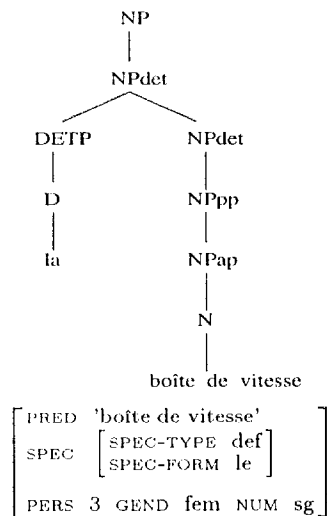 NP
NPdet
DETP NPdet
D NPpp
la NPap
N
boîte de vitesse
PRED 'boîte de vitesse'
SPEC SPEC-TYPE def
SPEC-FORM le
PERS 3 GEND fem NUM sg